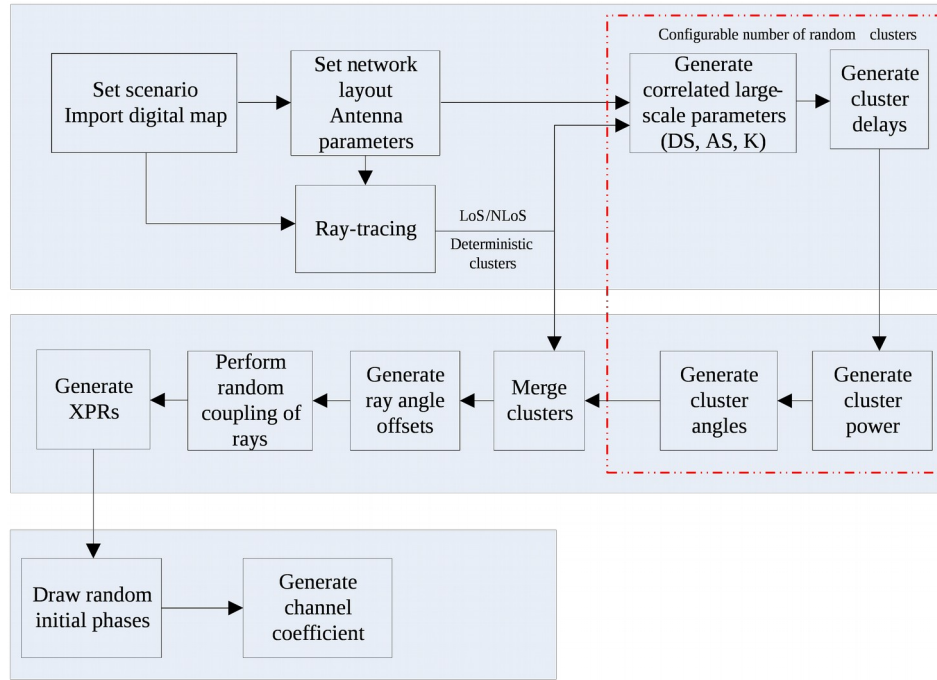 Configurable number of random clusters
Set scenario
Import digital map
Set network
layout
Antenna
parameters
Generate
correlated large-
scale parameters
(DS, AS, K)
Generate
cluster
delays
Ray-tracing
LoS/NLoS
Deterministic
clusters
Generate
XPRs
Perform
random
coupling of
rays
Generate
ray angle
offsets
Merge
clusters
Generate
cluster
angles
Generate
cluster
power
Draw random
initial phases
Generate
channel
coefficient